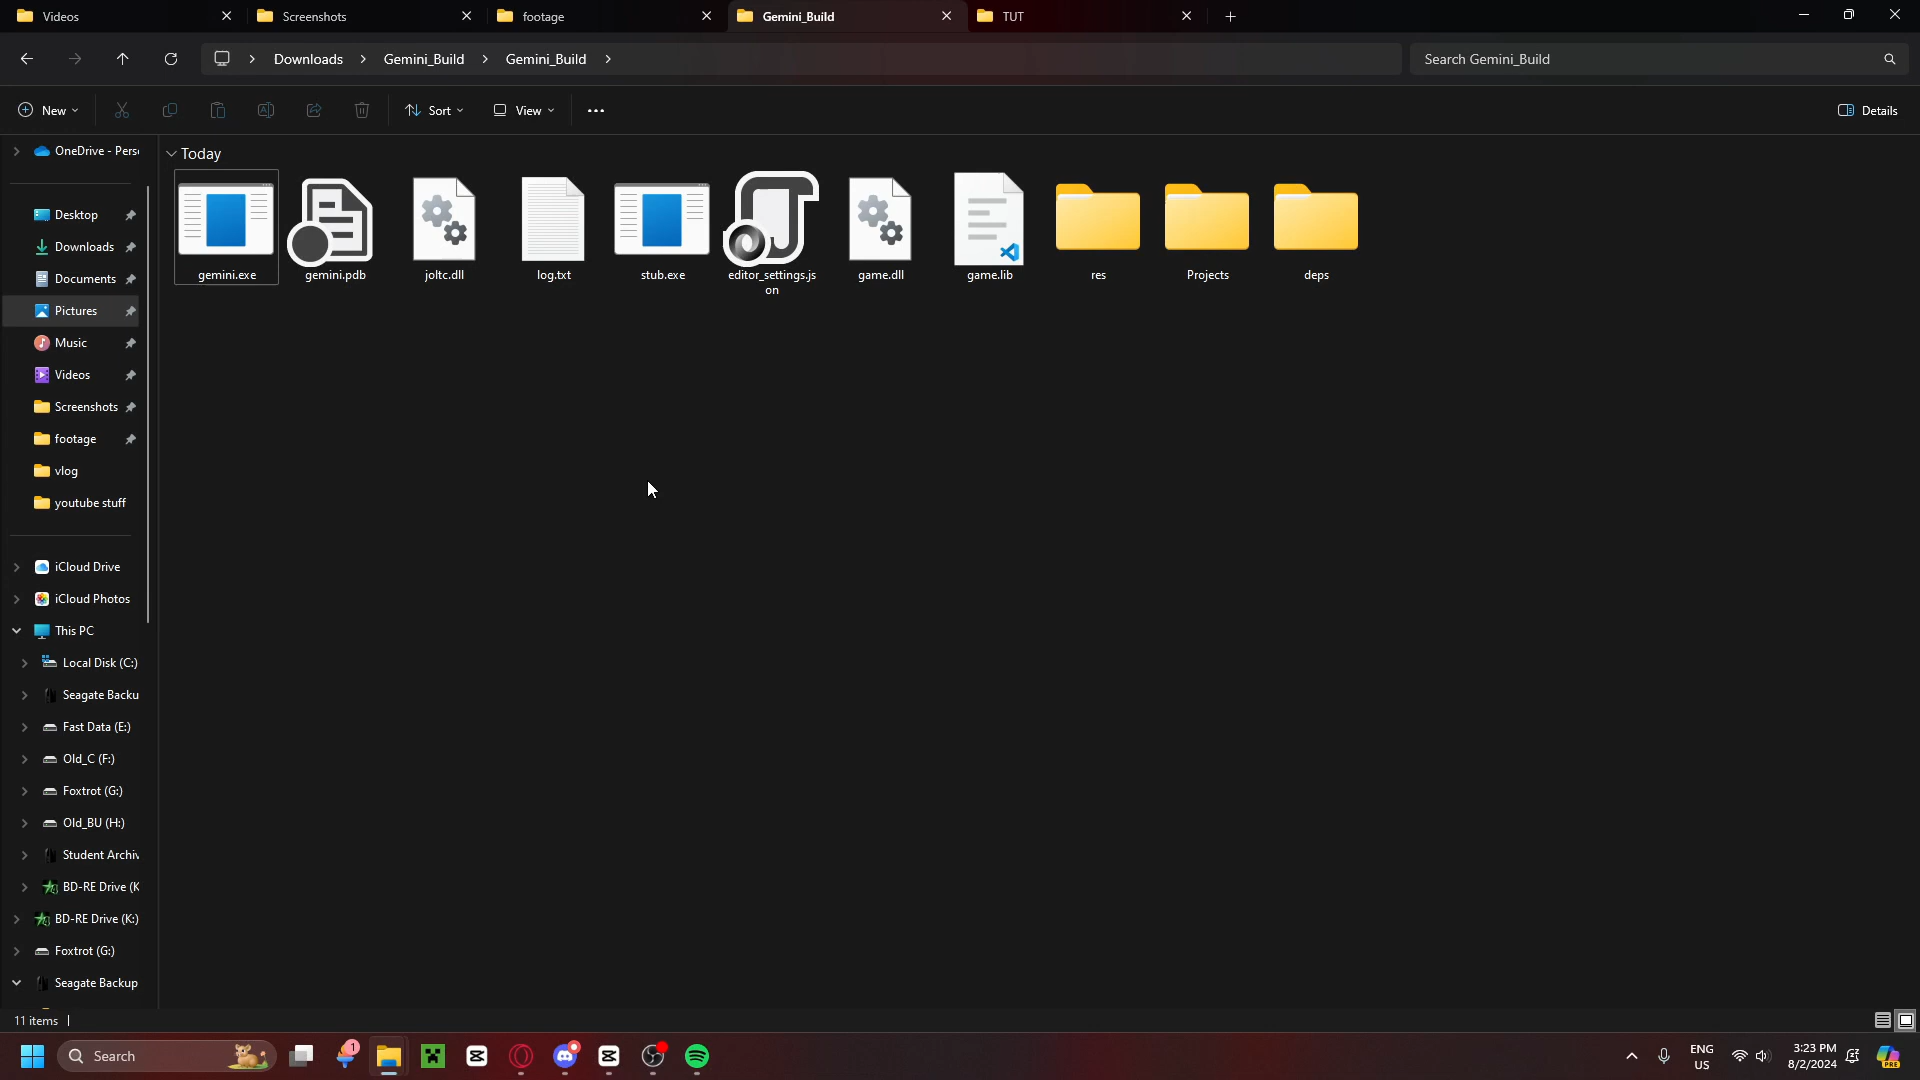 Videos
Screenshots
footage
Gemini_Build
TUT
Downloads
Gemini_Build
Gemini_Build
Search Gemini_Build
New
Sort
View
Details
OneDrive - Pers
Desktop
Downloads
Documents
Pictures
Music
Videos
Screenshots
footage
vlog
youtube stuff
iCloud Drive
iCloud Photos
This PC
Local Disk (C:)
Seagate Backu
Fast Data (E:)
Old_C (F:)
Foxtrot (G:)
Old_BU (H:)
Student Archiv
BD-RE Drive (K
BD-RE Drive (K:)
Foxtrot (G:)
Seagate Backup
Today
gemini.exe
gemini.pdb
joltc.dll
log.txt
stub.exe
editor_settings.js
on
game.dll
game.lib
res
Projects
deps
11 items
Search
1
ENG
US
3:23 PM
8/2/2024
PRE